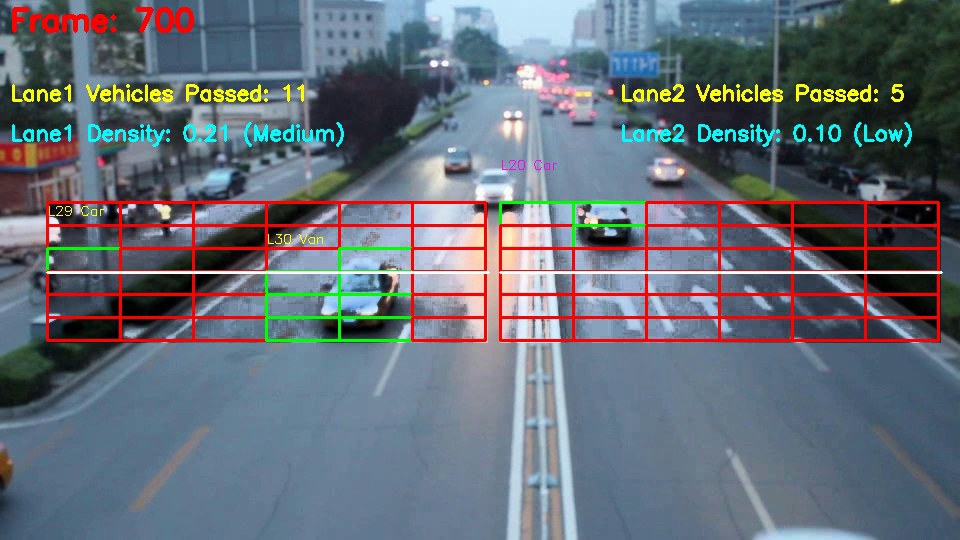 Frame: 700
Lane1 Vehicles Passed: 11
Lane2 Vehicles Passed: 5
Lane1 Density: 0.21 (Medium)
Lane2 Density: 0.10 (Low)
L20 Car
L29 Car
L30 Van